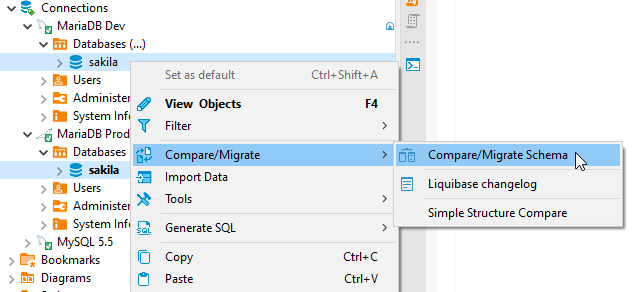 Connections
MariaDB Dev
Databases (...)
sakila
Users
Administer
System Info
MariaDB Prod
Databases
sakila
Users
Administer
System Info
MySQL 5.5
Bookmarks
Diagrams
Set as default Ctrl+Shift+A
View Objects F4
Filter
Compare/Migrate
Import Data
Tools
Generate SQL
Copy Ctrl+C
Paste Ctrl+V
Compare/Migrate Schema
Liquibase changelog
Simple Structure Compare